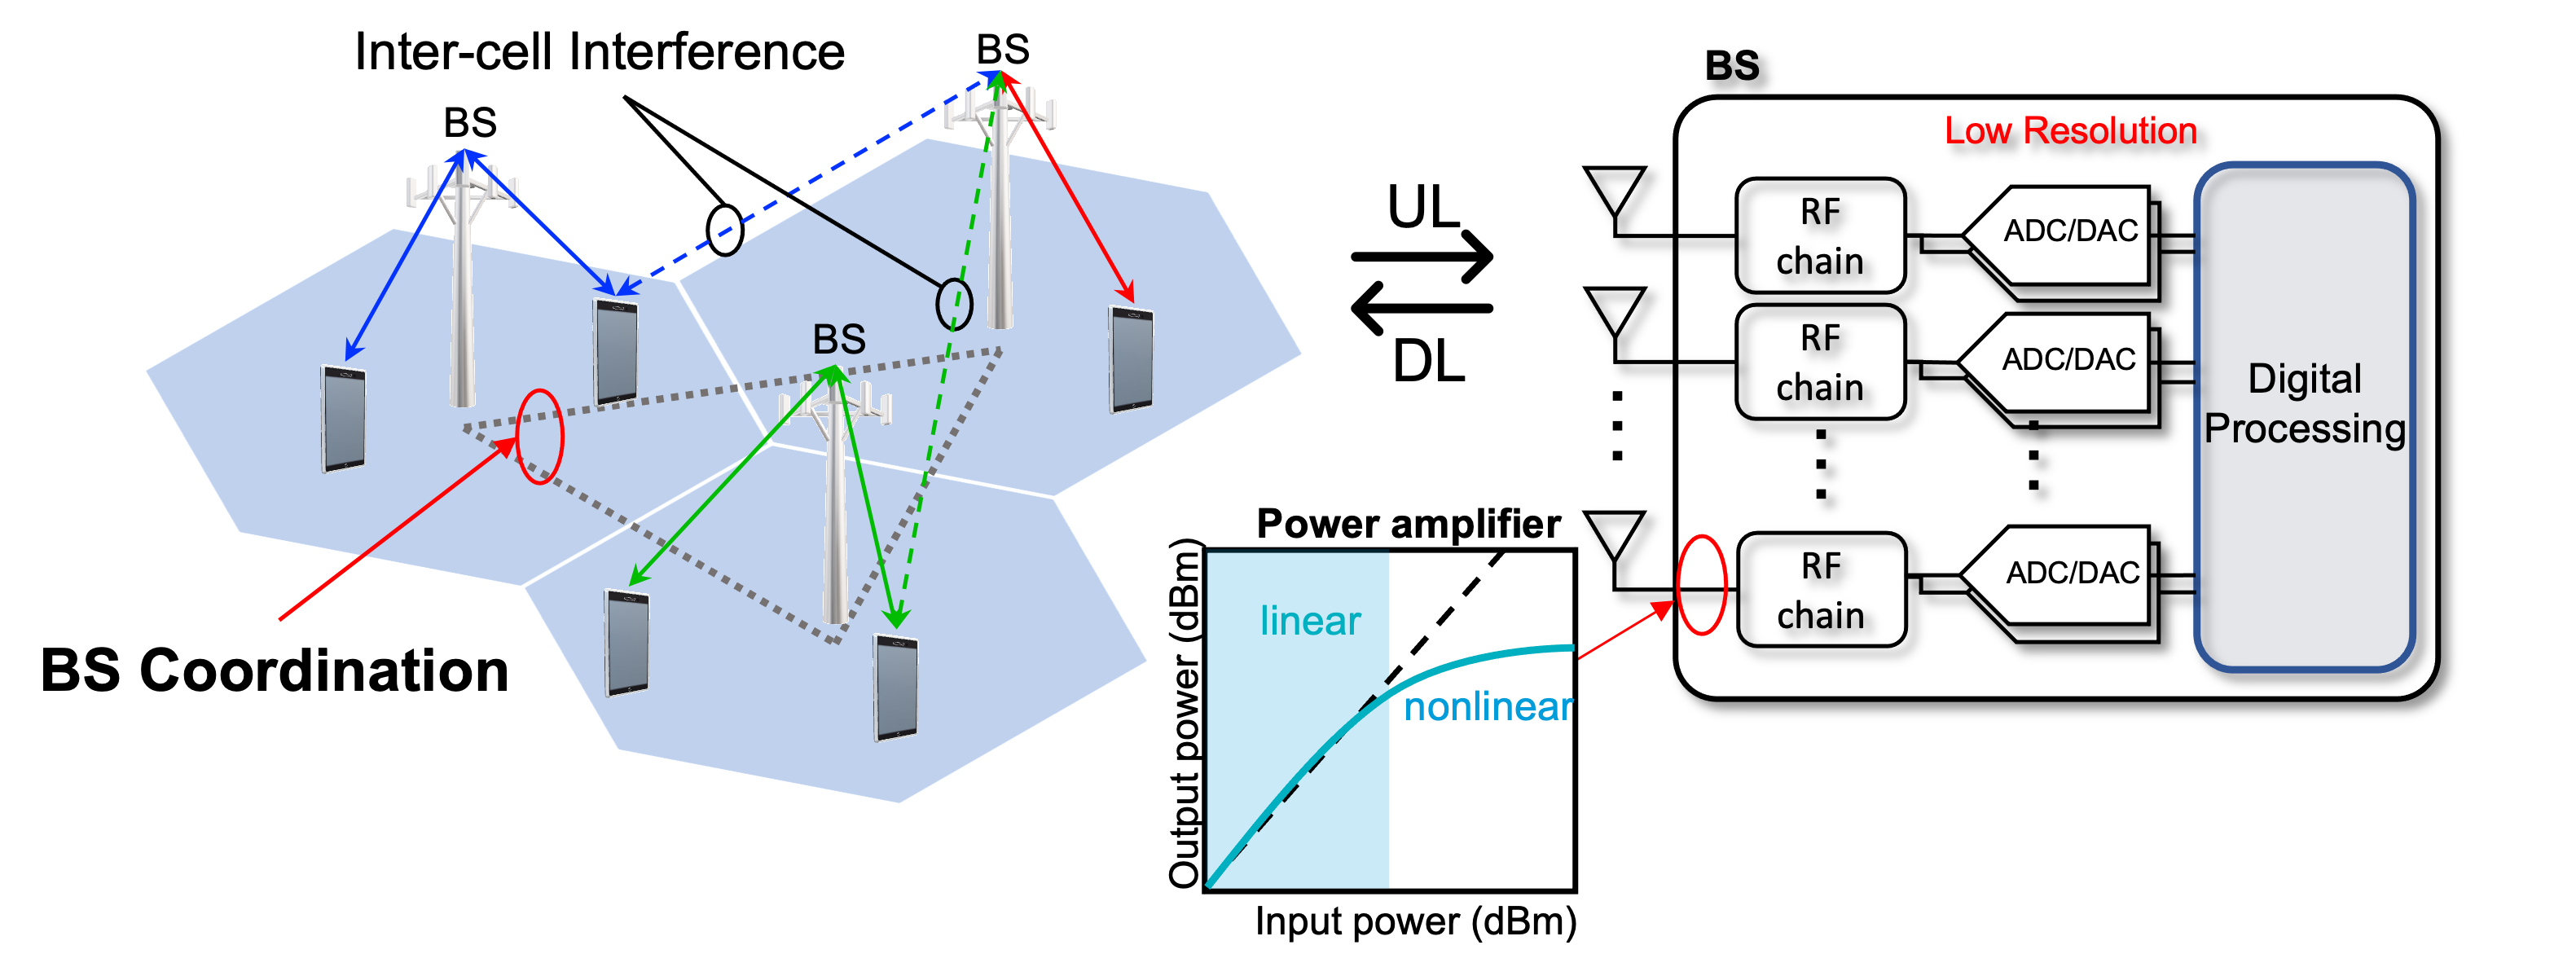 Inter-cell Interference
BS
BS
BS
BS Coordination
UL
DL
BS
Low Resolution
RF
chain
ADC/DAC
RF
chain
ADC/DAC
RF
chain
ADC/DAC
Digital
Processing
Power amplifier
Output power (dBm)
linear
nonlinear
Input power (dBm)